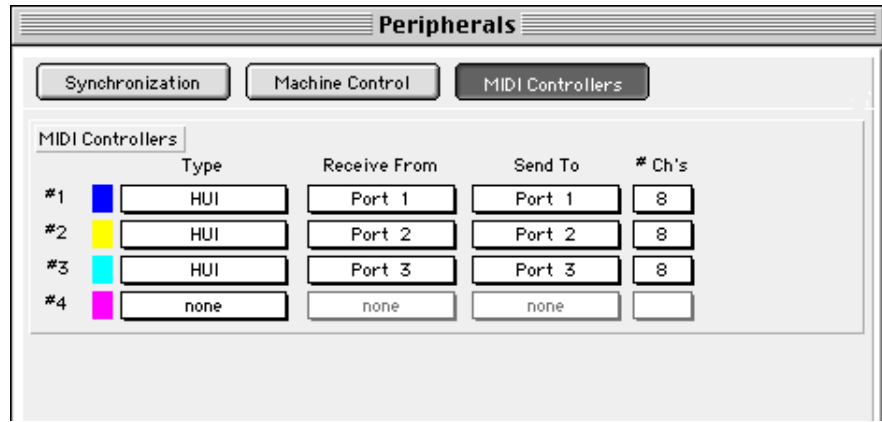 Peripherals
Synchronization Machine Control MIDI Controllers
MIDI Controllers
Type Receive From Send To # Ch's
#1 HUI Port 1 Port 1 8
#2 HUI Port 2 Port 2 8
#3 HUI Port 3 Port 3 8
#4 none none none